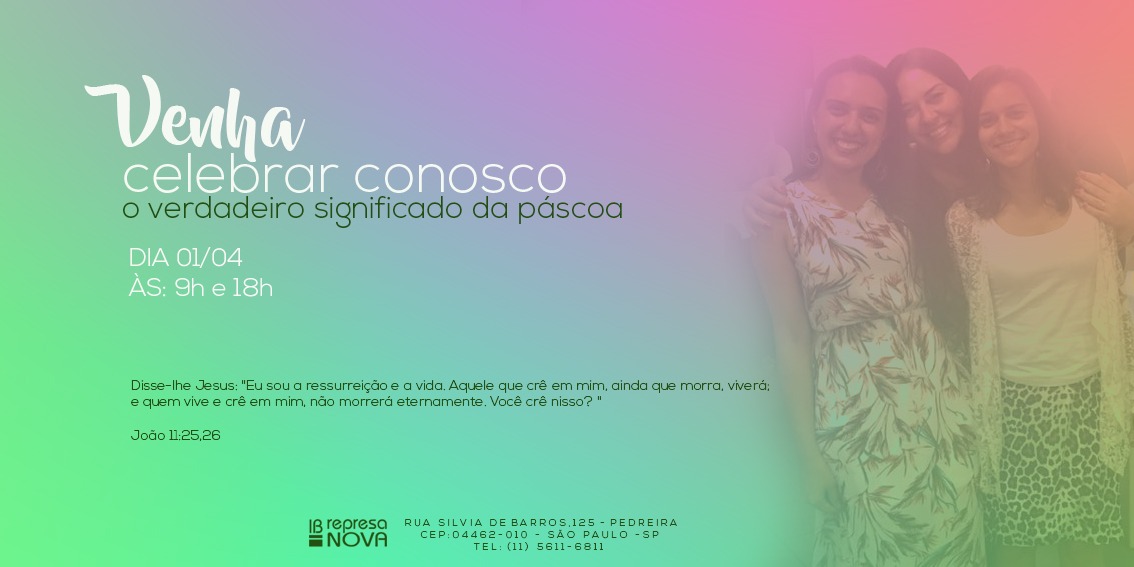 Venha
celebrar conosco
o verdadeiro significado da páscoa
DIA 01/04
ÀS: 9h e 18h
Disse-lhe Jesus: "Eu sou a ressurreição e a vida. Aquele que crê em mim, ainda que morra, viverá;
e quem vive e crê em mim, não morrerá eternamente. Você crê nisso? "
João 11:25,26
IB represa
NOVA
RUA SILVIA DE BARROS,125 - PEDREIRA
CEP:04462-010 - SÃO PAULO -SP
TEL: (11) 5611-6811